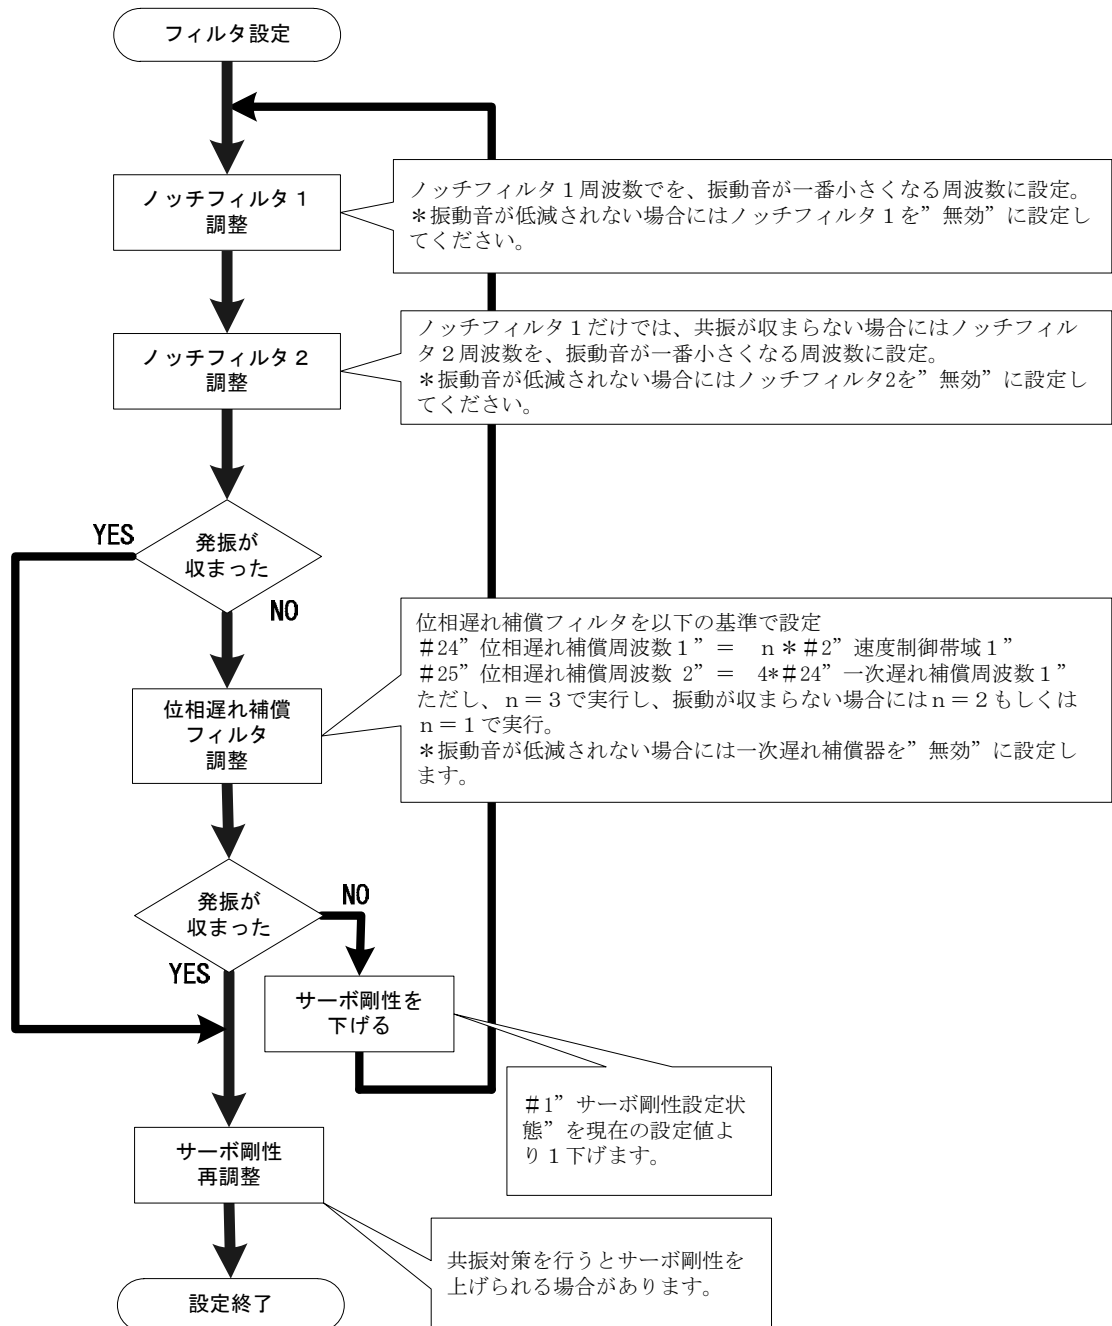 フィルタ設定
ノッチフィルタ１
調整
ノッチフィルタ１周波数でを、振動音が一番小さくなる周波数に設定。
＊振動音が低減されない場合にはノッチフィルタ１を”無効”に設定し
てください。
ノッチフィルタ２
調整
ノッチフィルタ１だけでは、共振が収まらない場合にはノッチフィル
タ２周波数を、振動音が一番小さくなる周波数に設定。
＊振動音が低減されない場合にはノッチフィルタ2を”無効”に設定し
てください。
発振が
収まった
YES
NO
位相遅れ補償
フィルタ
調整
位相遅れ補償フィルタを以下の基準で設定
＃24”位相遅れ補償周波数１”＝　ｎ＊＃2”速度制御帯域１”
＃25”位相遅れ補償周波数 2”＝　4*＃24”一次遅れ補償周波数１”
ただし、ｎ＝３で実行し、振動が収まらない場合にはｎ＝２もしくは
ｎ＝１で実行。
＊振動音が低減されない場合には一次遅れ補償器を”無効”に設定し
ます。
発振が
収まった
NO
YES
サーボ剛性を
下げる
＃1”サーボ剛性設定状
態”を現在の設定値よ
り１下げます。
サーボ剛性
再調整
共振対策を行うとサーボ剛性を
上げられる場合があります。
設定終了